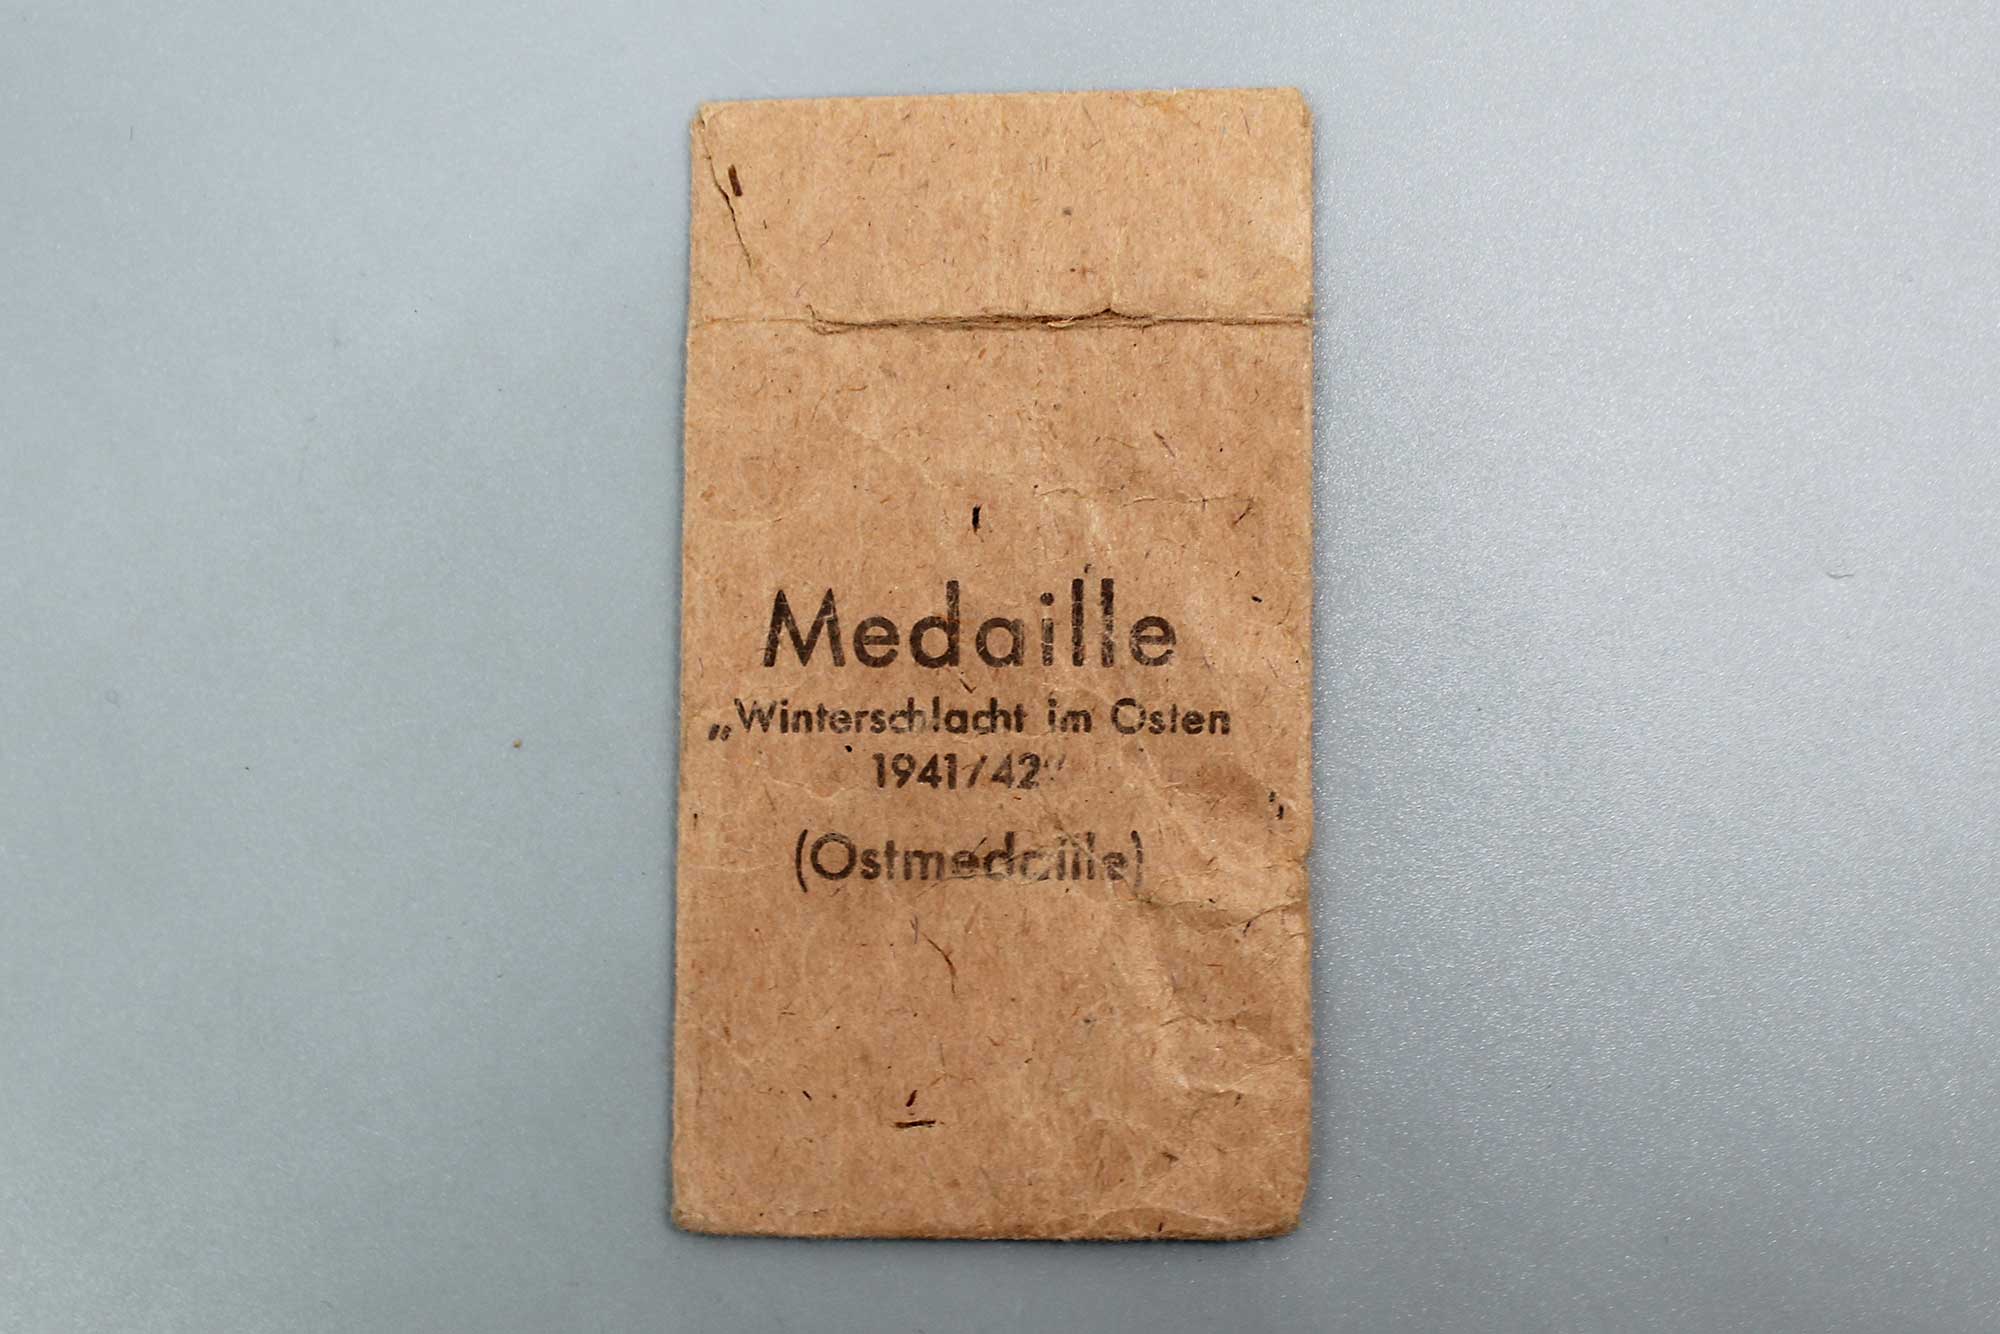 Medaille
„Winterschlacht im Osten
1941/42“
(Ostmedaille)